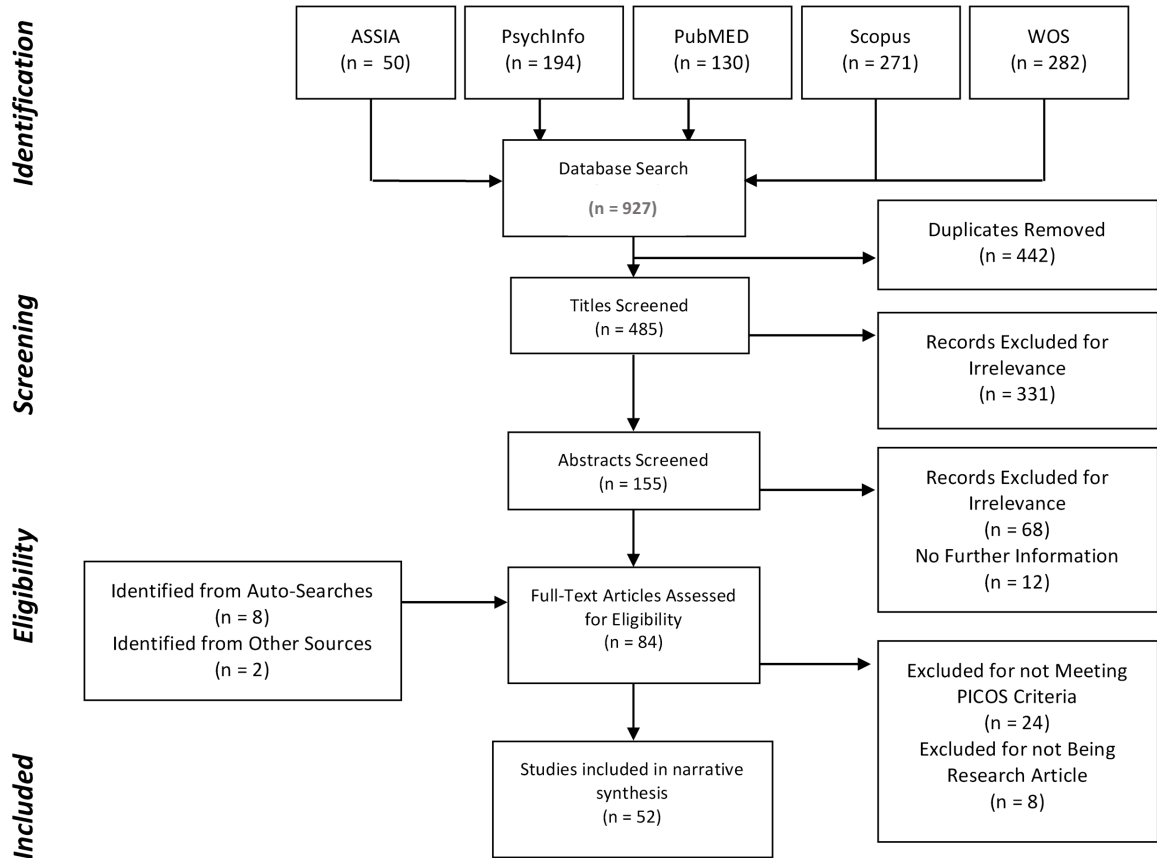 Identification
ASSIA
(n = 50)
PsychInfo
(n = 194)
PubMED
(n = 130)
Scopus
(n = 271)
WOS
(n = 282)
Database Search
(n = 927)
Duplicates Removed
(n = 442)
Screening
Titles Screened
(n = 485)
Records Excluded for
Irrelevance
(n = 331)
Abstracts Screened
(n = 155)
Records Excluded for
Irrelevance
(n = 68)
No Further Information
(n = 12)
Eligibility
Identified from Auto-Searches
(n = 8)
Identified from Other Sources
(n = 2)
Full-Text Articles Assessed
for Eligibility
(n = 84)
Excluded for not Meeting
PICOS Criteria
(n = 24)
Excluded for not Being
Research Article
(n = 8)
Included
Studies included in narrative
synthesis
(n = 52)